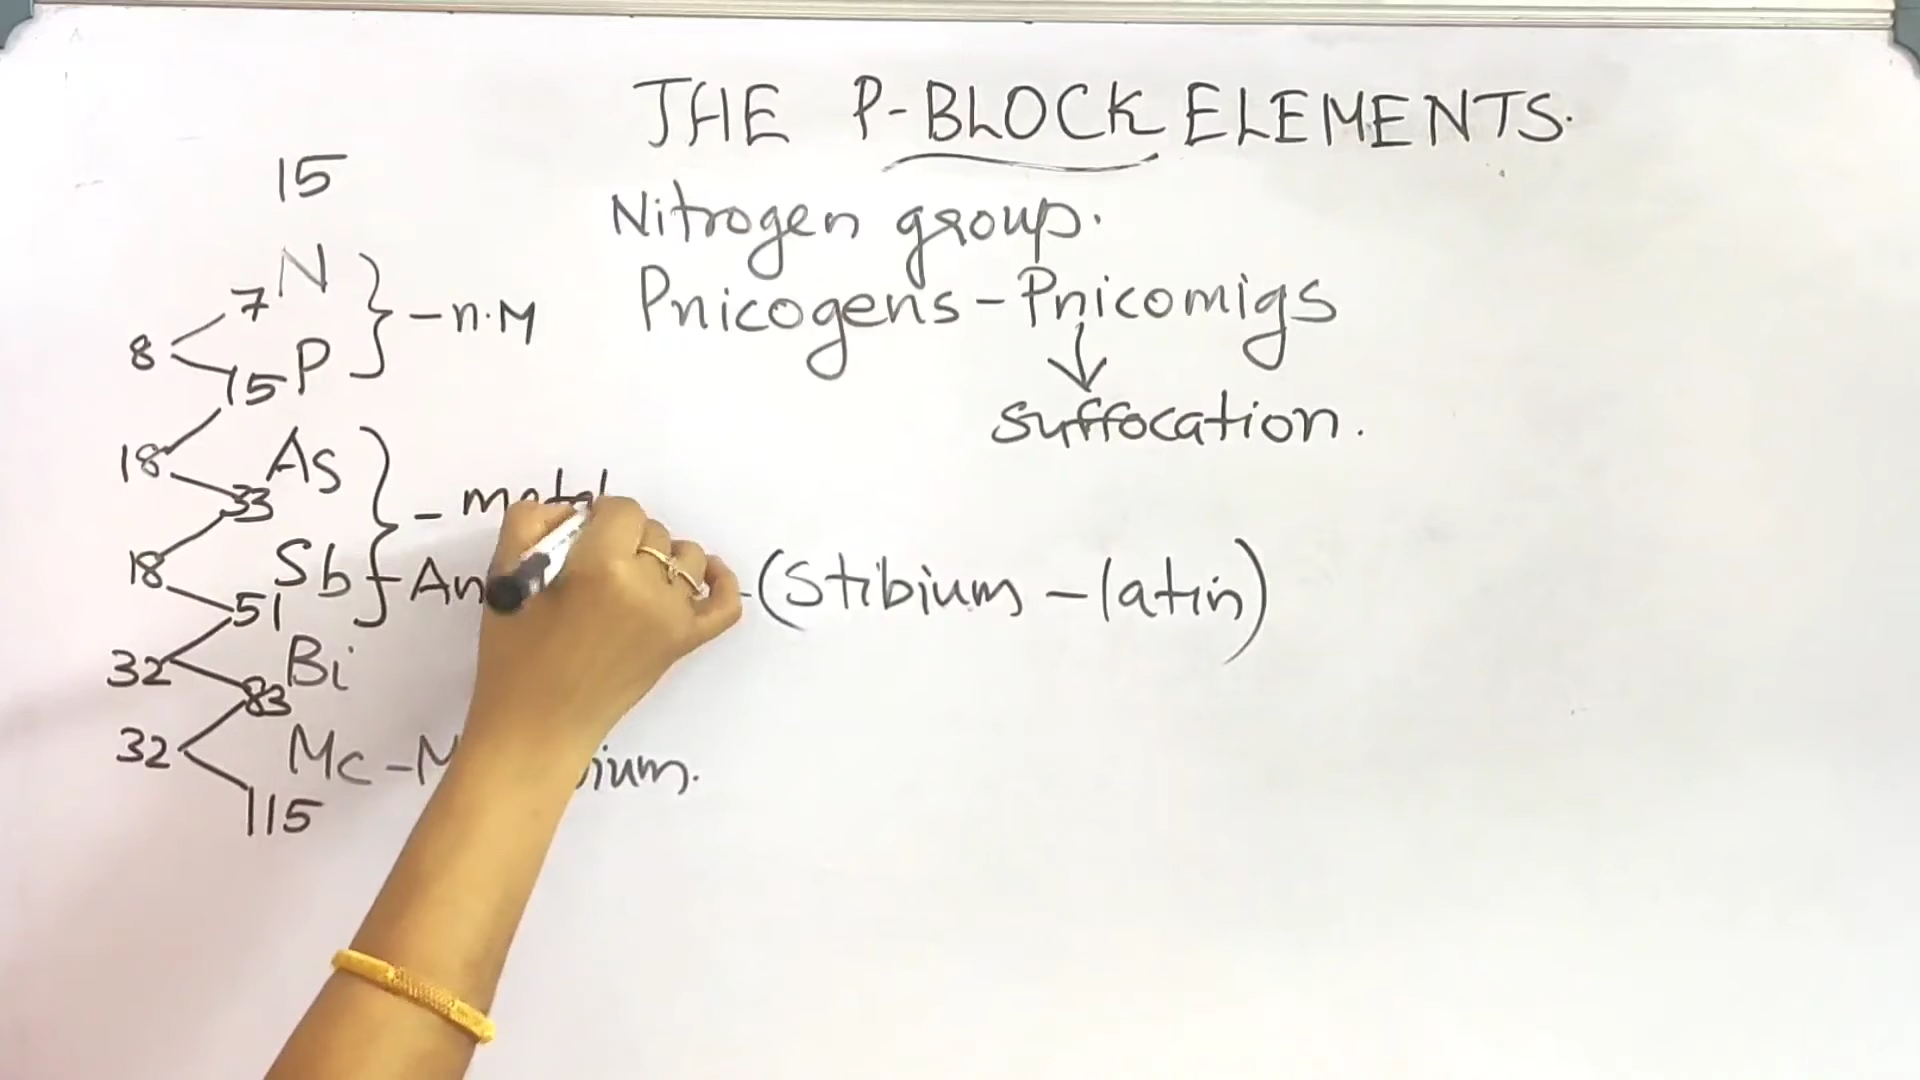 THE P-BLOCK ELEMENTS.
15
Nitrogen group.
Pnicogens - Pnicomigs
suffocation.
7 N
8
- n.M
15 P
18
As
33
-
18
Sb
(Stibium - latin)
51
32
Bi
83
32
Mc -
115